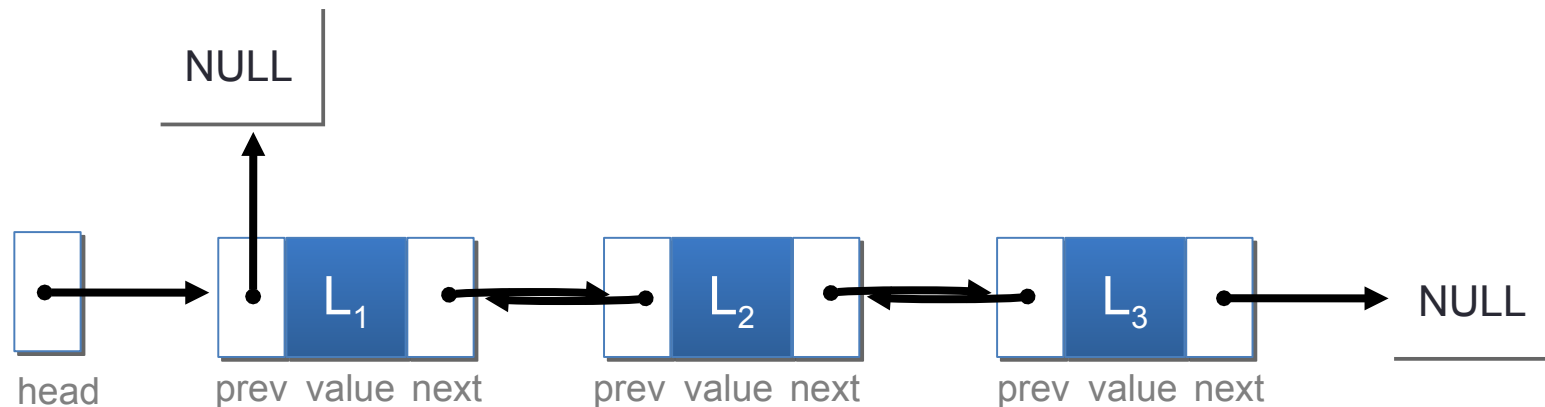 NULL
L₁
L₂
L₃
NULL
head
prev value next
prev value next
prev value next